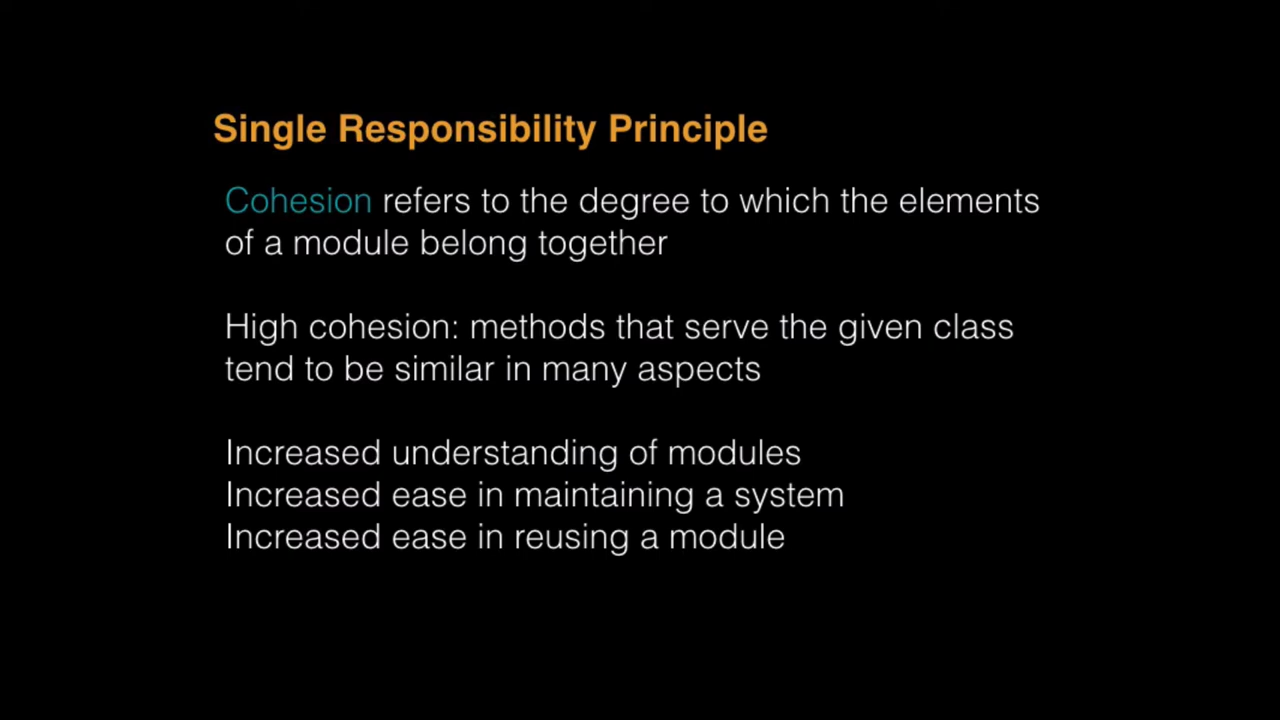 Single Responsibility Principle
Cohesion refers to the degree to which the elements
of a module belong together
High cohesion: methods that serve the given class
tend to be similar in many aspects
Increased understanding of modules
Increased ease in maintaining a system
Increased ease in reusing a module